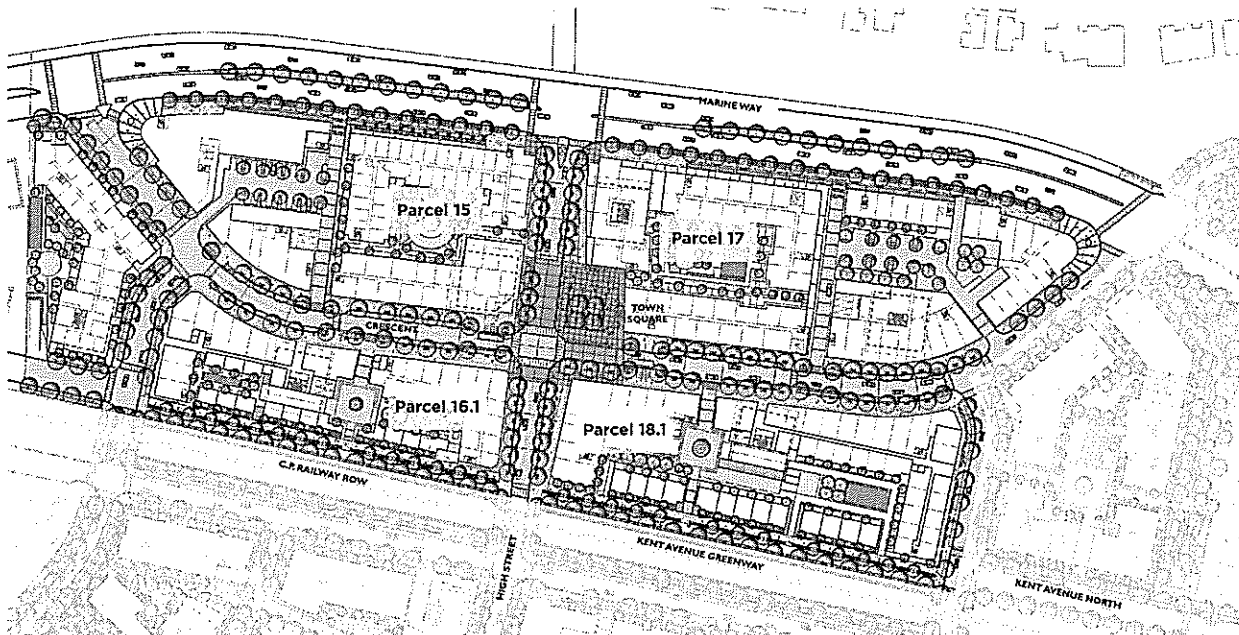 MARINE WAY
Parcel 15
Parcel 17
TOWN
SQUARE
CRESCENT
Parcel 16.1
Parcel 18.1
C.P. RAILWAY ROW
HIGH STREET
KENT AVENUE GREENWAY
KENT AVENUE NORTH